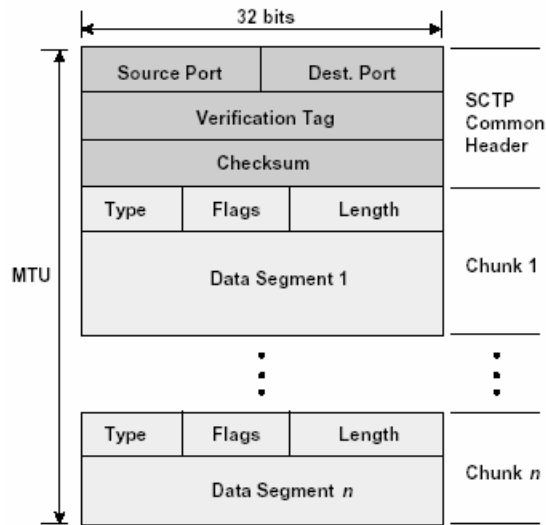 32 bits
Source Port Dest. Port
Verification Tag
Checksum
SCTP
Common
Header
Type Flags Length
Data Segment 1
Chunk 1
MTU
Type Flags Length
Data Segment n
Chunk n